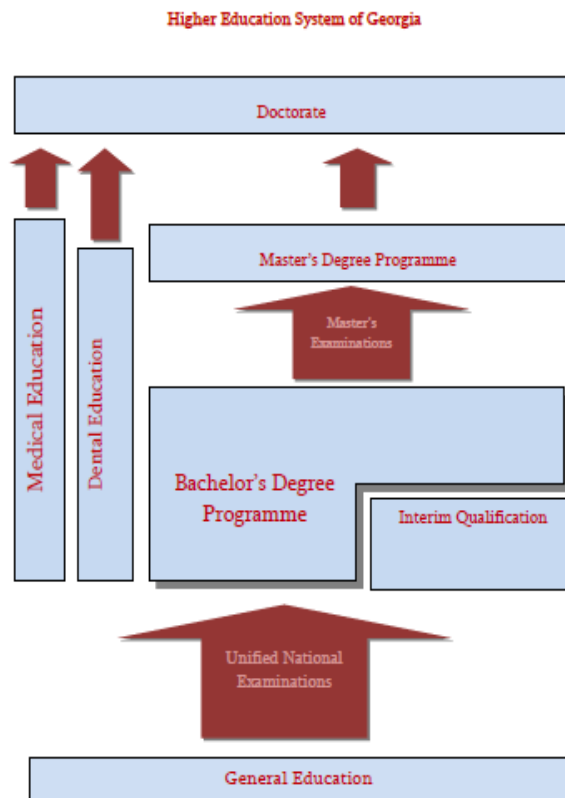 Higher Education System of Georgia
Doctorate
Master's Degree Programme
Master's
Examinations
Medical Education
Dental Education
Bachelor's Degree
Programme
Interim Qualification
Unified National
Examinations
General Education